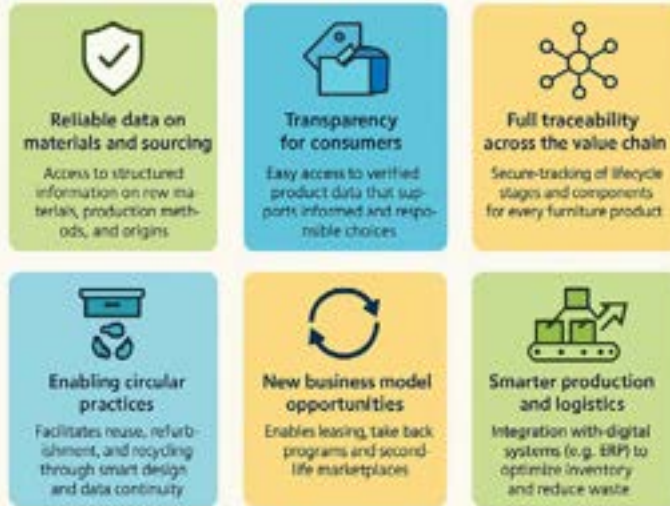 Reliable data on
materials and sourcing
Access to structured
information on row ma-
terials, production meth-
ods, and origins
Transparency
for consumers
Easy access to verified
product data that sup-
ports informed and respo-
nsible choices
Full traceability
across the value chain
Secure-tracking of lifecycle
stages and components
for every furniture product
Enabling circular
practices
Facilitates reuse, refurb-
ishment, and recycling
through smart design
and data continuity
New business model
opportunities
Enables leasing, take back
programs and second-
life marketplaces
Smarter production
and logistics
Integration with-digital
systems (e.g. ERP) to
optimize inventory
and reduce waste